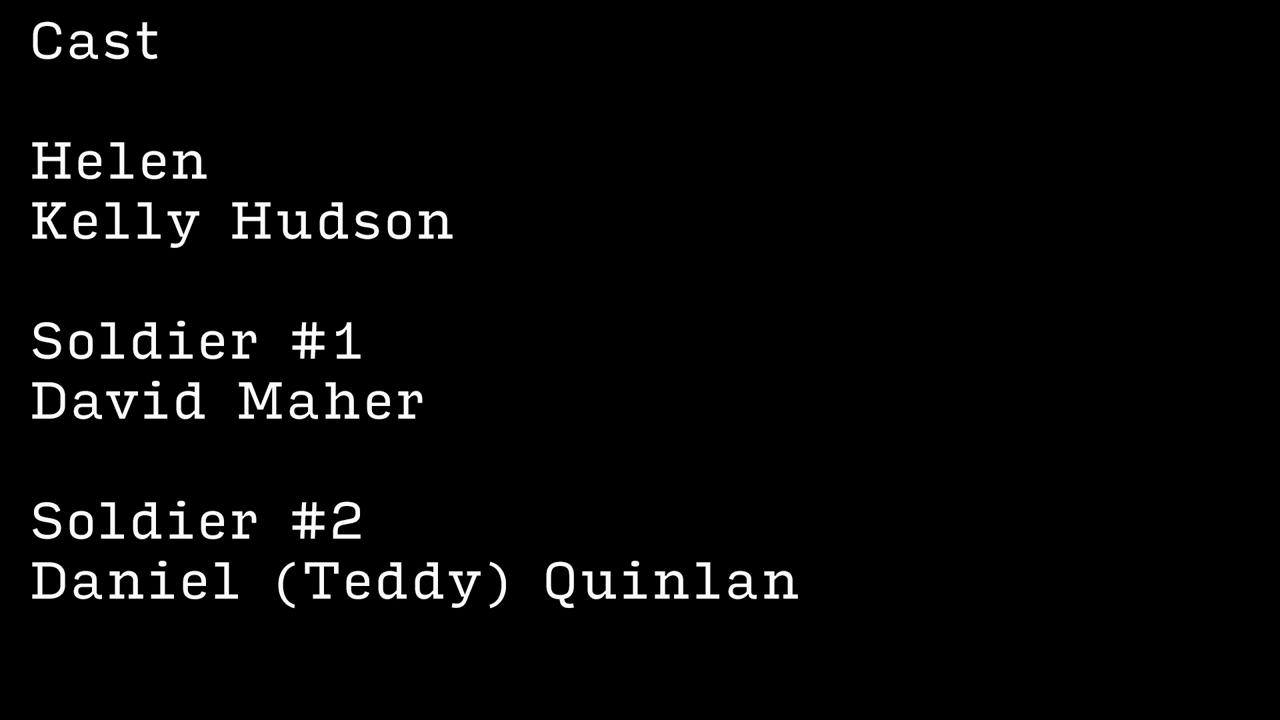 Cast
Helen
Kelly Hudson
Soldier #1
David Maher
Soldier #2
Daniel (Teddy) Quinlan